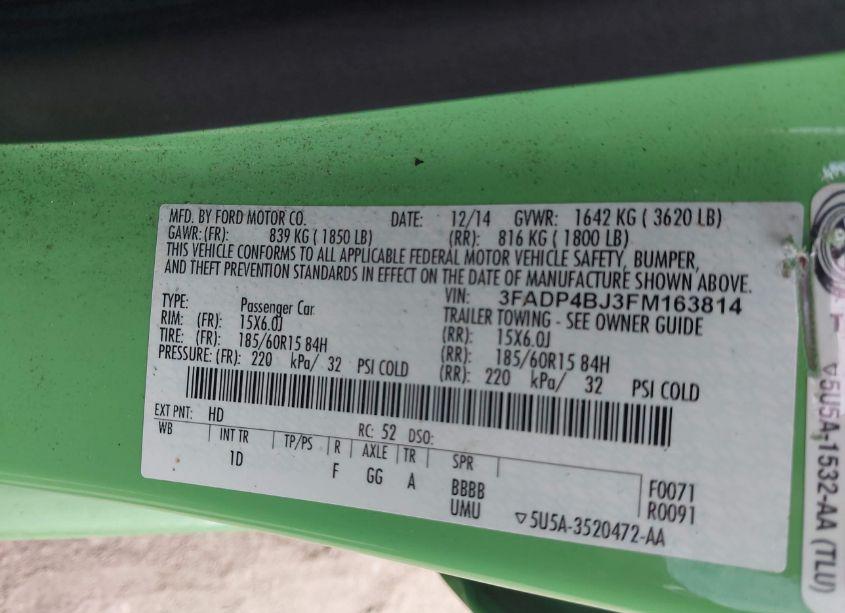 MFD. BY FORD MOTOR CO. DATE: 12/14 GVWR: 1642 KG ( 3620 LB)
GAWR: (FR): 839 KG ( 1850 LB) (RR): 816 KG ( 1800 LB)
THIS VEHICLE CONFORMS TO ALL APPLICABLE FEDERAL MOTOR VEHICLE SAFETY, BUMPER,
AND THEFT PREVENTION STANDARDS IN EFFECT ON THE DATE OF MANUFACTURE SHOWN ABOVE.
VIN: 3FADP4BJ3FM163814
TYPE: Passenger Car TRAILER TOWING - SEE OWNER GUIDE
RIM: (FR): 15X6.0J (RR): 15X6.0J
TIRE: (FR): 185/60R15 84H (RR): 185/60R15 84H
PRESSURE: (FR): 220 kPa/ 32 PSI COLD (RR): 220 kPa/ 32 PSI COLD
EXT PNT: HD RC: 52 DSO:
WB INT TR TP/PS R AXLE TR SPR
1D F GG A BBBB F0071
UMU R0091
▽5U5A-3520472-AA
▽5U5A-1532-AA (TLU)